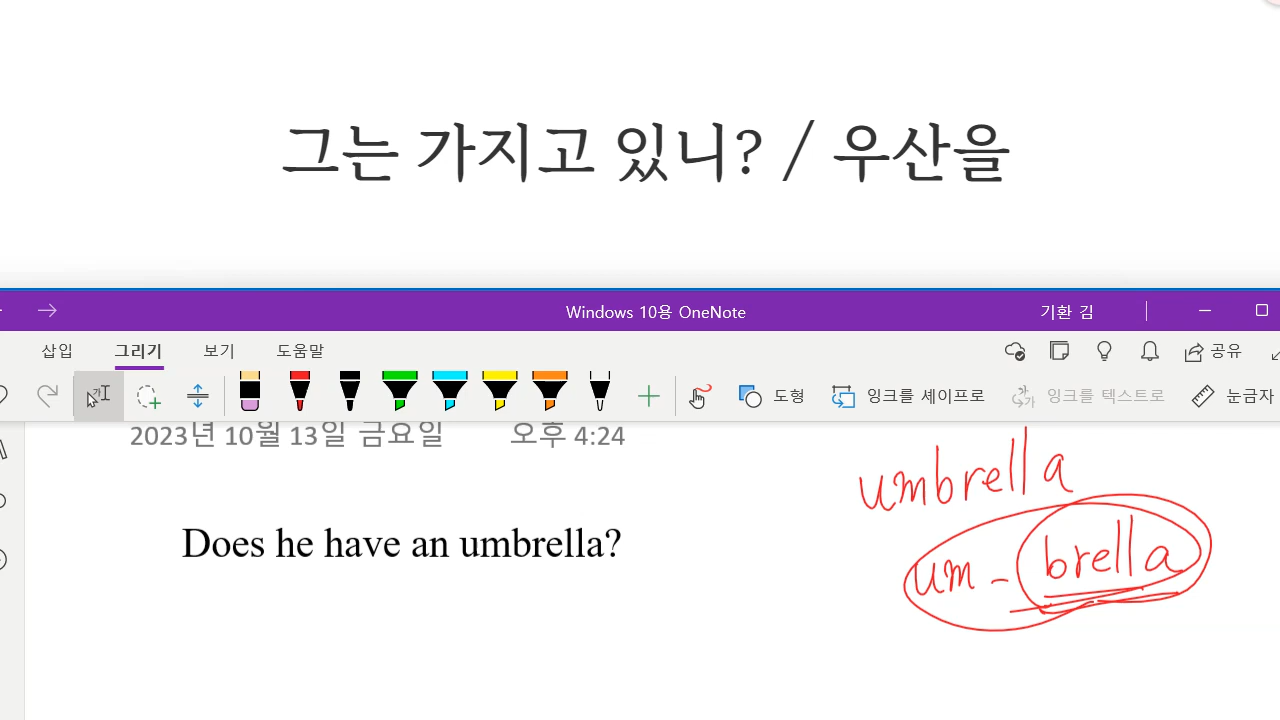 그는 가지고 있니? / 우산을
Windows 10용 OneNote
기환 김
삽입 그리기 보기 도움말
공유
도형 잉크를 셰이프로 잉크를 텍스트로 눈금자
2023년 10월 13일 금요일 오후 4:24
umbrella
Does he have an umbrella?
um - brella